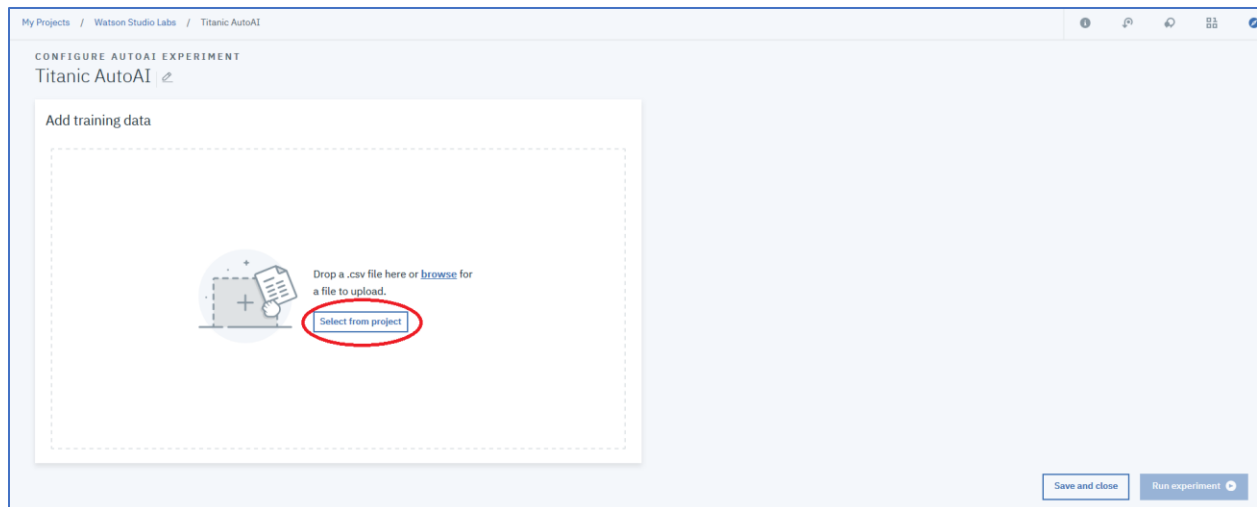 My Projects / Watson Studio Labs / Titanic AutoAI
CONFIGURE AUTOAI EXPERIMENT
Titanic AutoAI
Add training data
Drop a .csv file here or browse for
a file to upload.
Select from project
Save and close
Run experiment